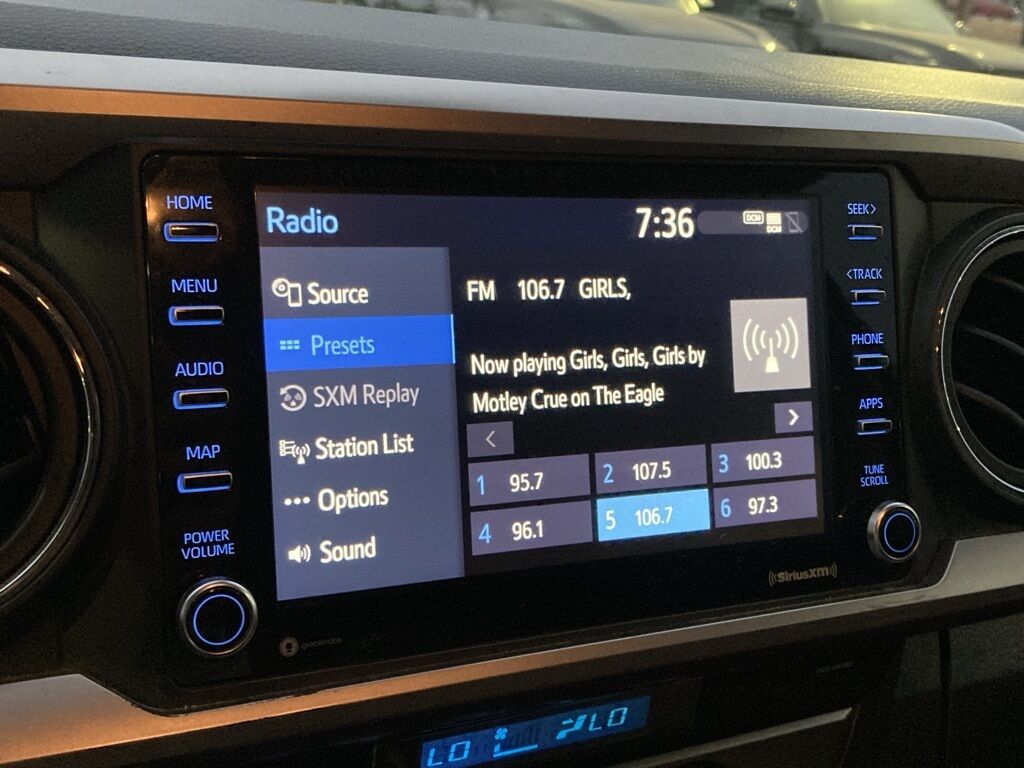 HOME
MENU
AUDIO
MAP
POWER
VOLUME
Radio
7:36
DCM
DCM
Source
Presets
SXM Replay
Station List
Options
Sound
FM 106.7 GIRLS,
Now playing Girls, Girls, Girls by
Motley Crue on The Eagle
1 95.7
2 107.5
3 100.3
4 96.1
5 106.7
6 97.3
SEEK>
<TRACK
PHONE
APPS
TUNE
SCROLL
((SiriusXM))
gracenote
LO
LO